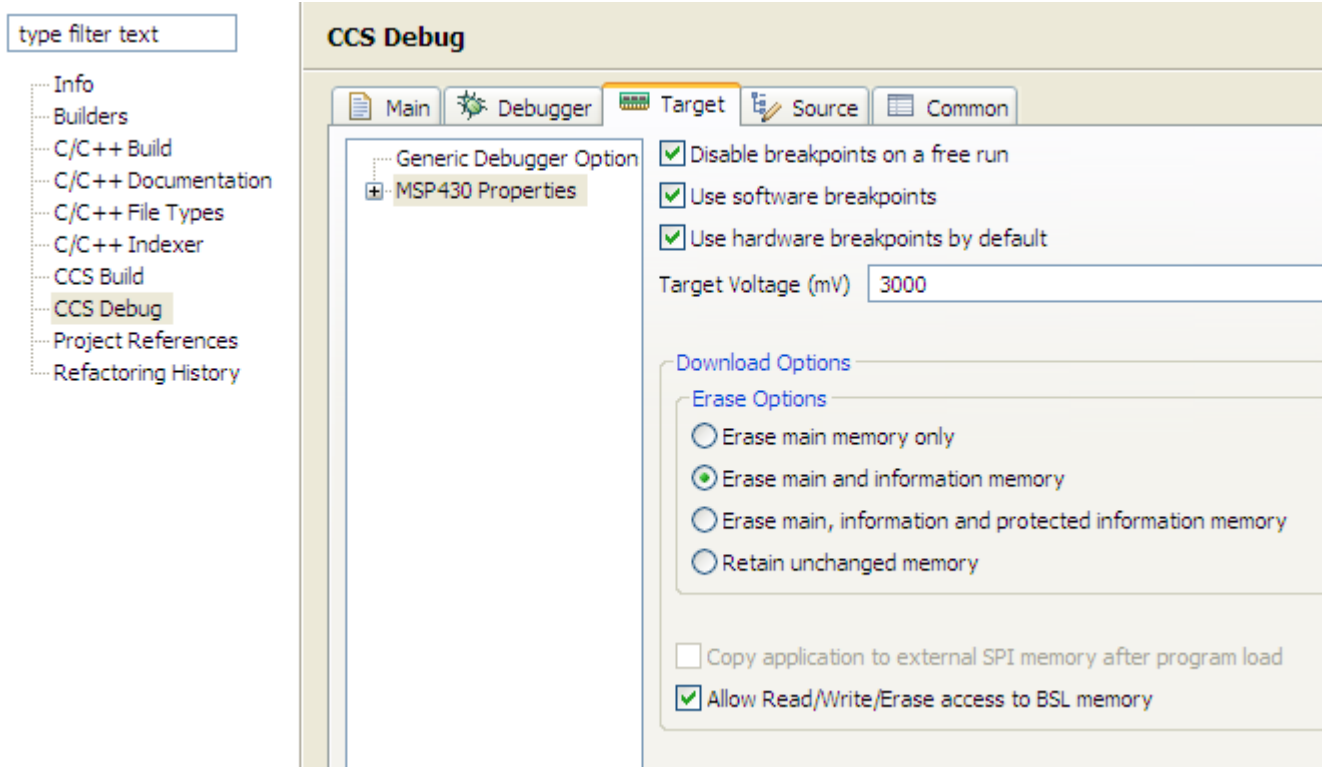 type filter text
Info
Builders
C/C++ Build
C/C++ Documentation
C/C++ File Types
C/C++ Indexer
CCS Build
CCS Debug
Project References
Refactoring History
CCS Debug
Main Debugger Target Source Common
Generic Debugger Option
MSP430 Properties
Disable breakpoints on a free run
Use software breakpoints
Use hardware breakpoints by default
Target Voltage (mV) 3000
Download Options
Erase Options
Erase main memory only
Erase main and information memory
Erase main, information and protected information memory
Retain unchanged memory
Copy application to external SPI memory after program load
Allow Read/Write/Erase access to BSL memory